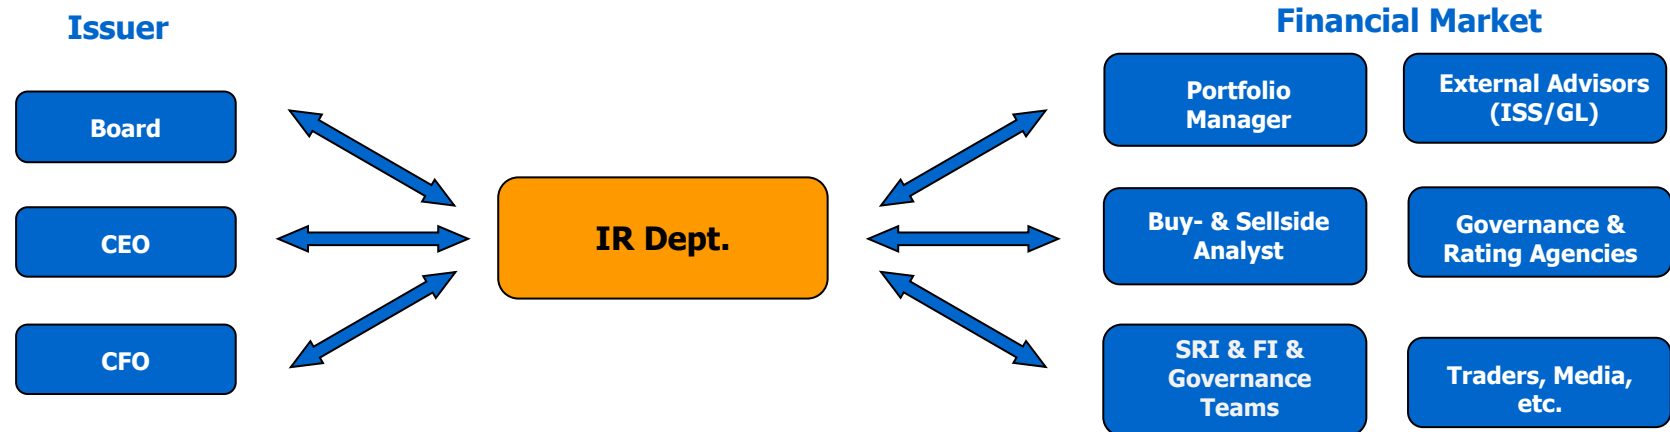 Issuer
Financial Market
Board
CEO
CFO
IR Dept.
Portfolio
Manager
External Advisors
(ISS/GL)
Buy- & Sellside
Analyst
Governance &
Rating Agencies
SRI & FI &
Governance
Teams
Traders, Media,
etc.